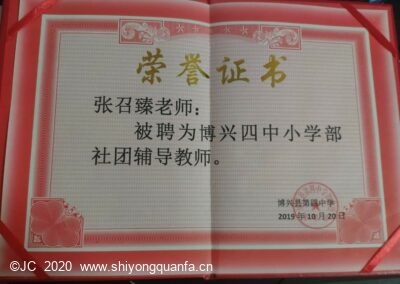 荣誉证书
张召臻老师：
被聘为博兴四中小学部
社团辅导教师。
博兴县第四中学
2019年10月20日
©JC 2020 www.shiyongquanfa.cn